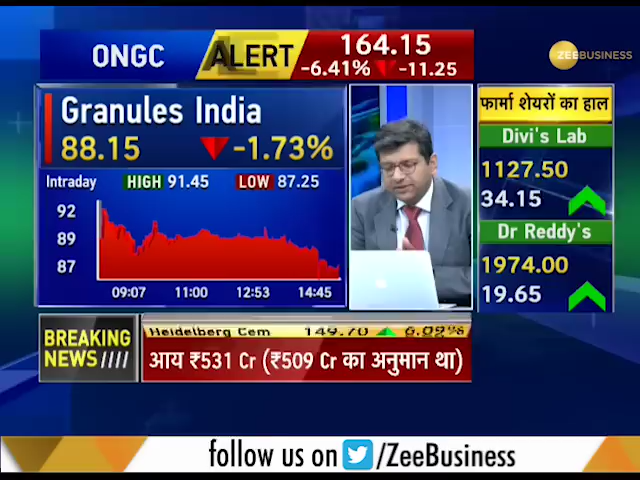 ONGC
ALERT
164.15
-6.41% -11.25
ZEEBUSINESS
Granules India
88.15 -1.73%
Intraday HIGH 91.45 LOW 87.25
92
89
87
09:07 11:00 12:53 14:45
फार्मा शेयरों का हाल
Divi's Lab
1127.50
34.15
Dr Reddy's
1974.00
19.65
BREAKING
NEWS
Heidelberg Cem 149.70 6.09%
आय ₹531 Cr (₹509 Cr का अनुमान था)
follow us on /ZeeBusiness